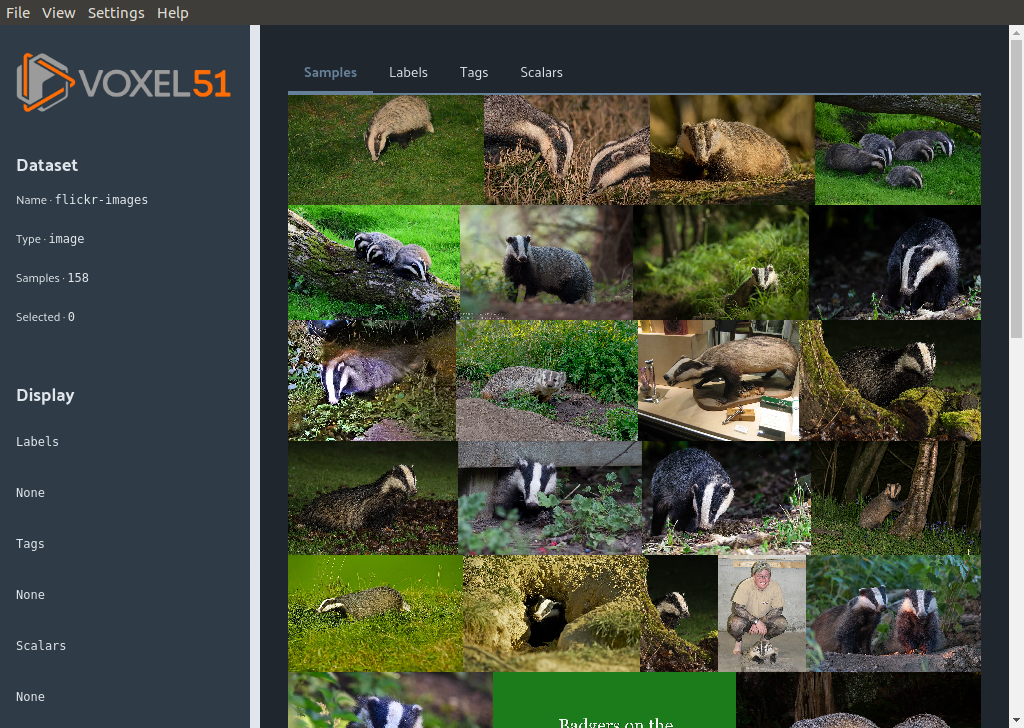 File View Settings Help
VOXEL51
Dataset
Name · flickr-images
Type · image
Samples · 158
Selected · 0
Display
Labels
None
Tags
None
Scalars
None
Samples Labels Tags Scalars
Badgers on the